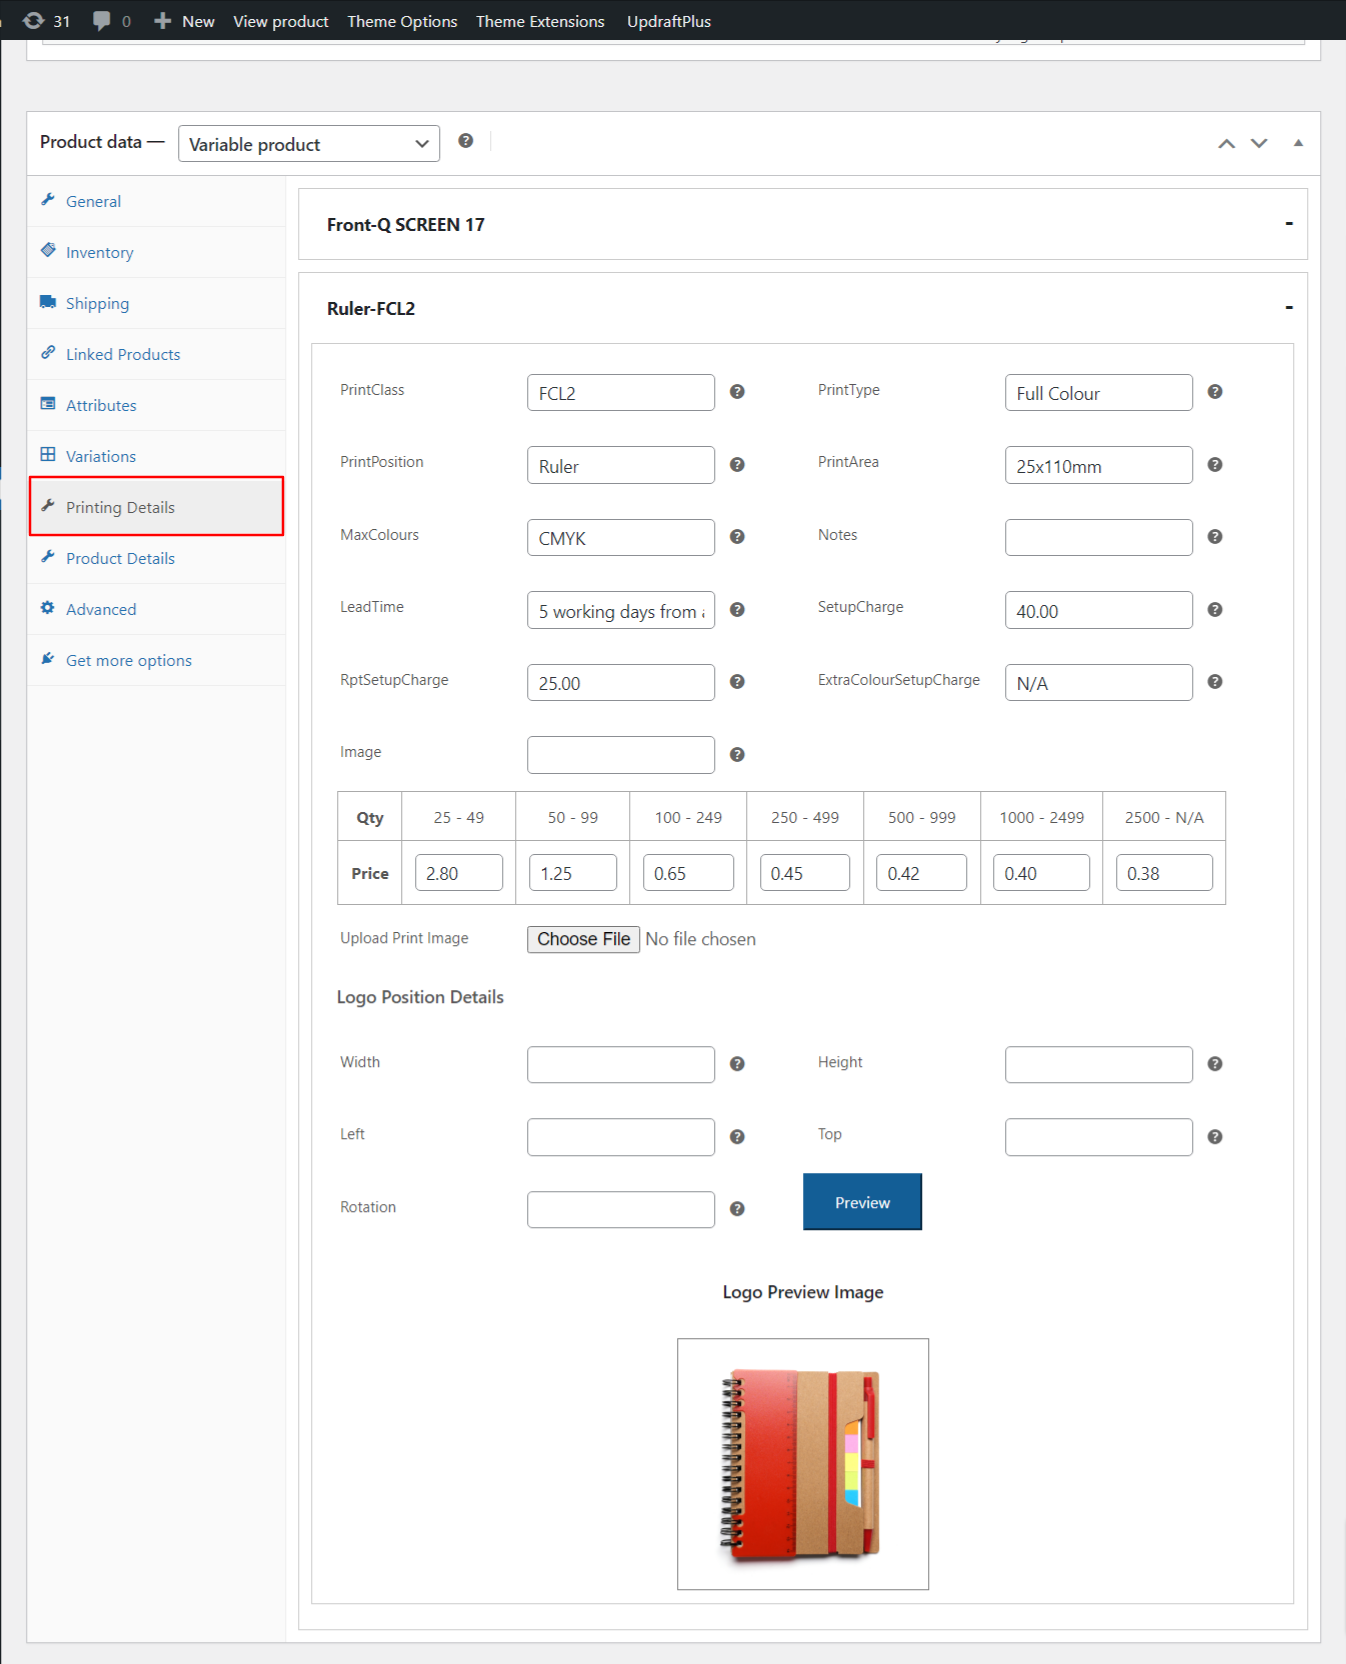 31 0 New View product Theme Options Theme Extensions UpdraftPlus
Product data — Variable product
General
Inventory
Shipping
Linked Products
Attributes
Variations
Printing Details
Product Details
Advanced
Get more options
Front-Q SCREEN 17 -
Ruler-FCL2 -
PrintClass FCL2 PrintType Full Colour
PrintPosition Ruler PrintArea 25x110mm
MaxColours CMYK Notes
LeadTime 5 working days from SetupCharge 40.00
RptSetupCharge 25.00 ExtraColourSetupCharge N/A
Image
Qty 25 - 49 50 - 99 100 - 249 250 - 499 500 - 999 1000 - 2499 2500 - N/A
Price 2.80 1.25 0.65 0.45 0.42 0.40 0.38
Upload Print Image Choose File No file chosen
Logo Position Details
Width Height
Left Top
Rotation Preview
Logo Preview Image